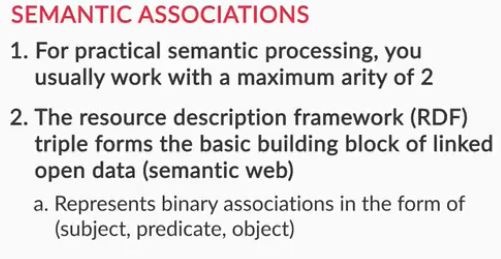 SEMANTIC ASSOCIATIONS
1. For practical semantic processing, you
usually work with a maximum arity of 2
2. The resource description framework (RDF)
triple forms the basic building block of linked
open data (semantic web)
a. Represents binary associations in the form of
(subject, predicate, object)